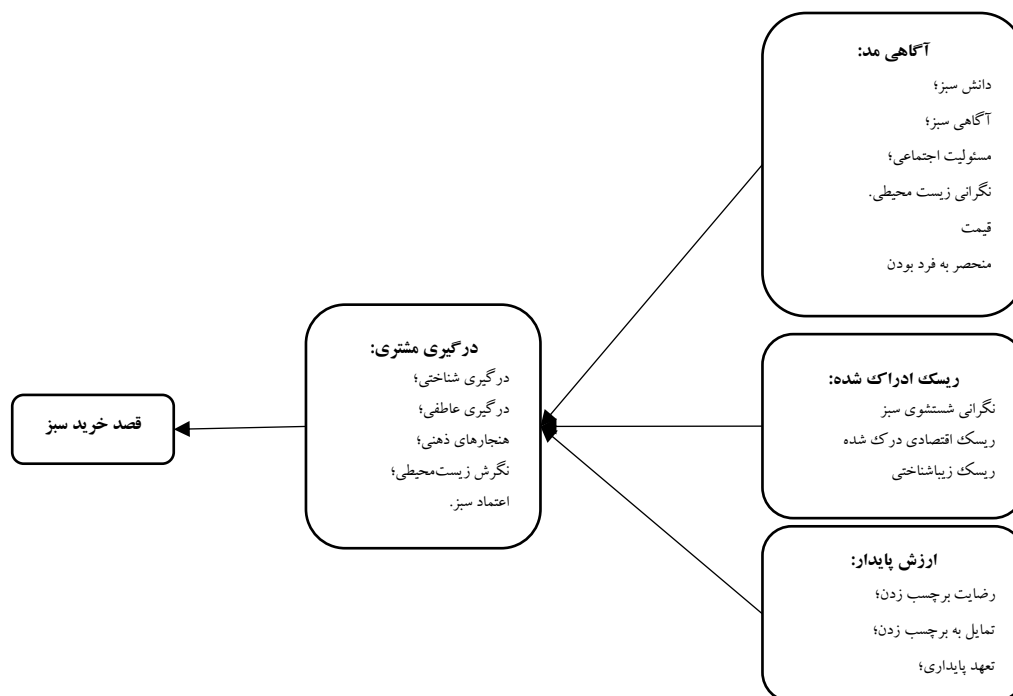 آگاهی مد:
دانش سبز؛
آگاهی سبز؛
مسئولیت اجتماعی؛
نگرانی زیست محیطی.
قیمت
منحصر به فرد بودن
ریسک ادراک شده:
نگرانی شستشوی سبز
ریسک اقتصادی درک شده
ریسک زیباشناختی
ارزش پایدار:
رضایت برچسب زدن؛
تمایل به برچسب زدن؛
تعهد پایداری؛
درگیری مشتری:
درگیری شناختی؛
درگیری عاطفی؛
هنجارهای ذهنی؛
نگرش زیست‌محیطی؛
اعتماد سبز.
قصد خرید سبز